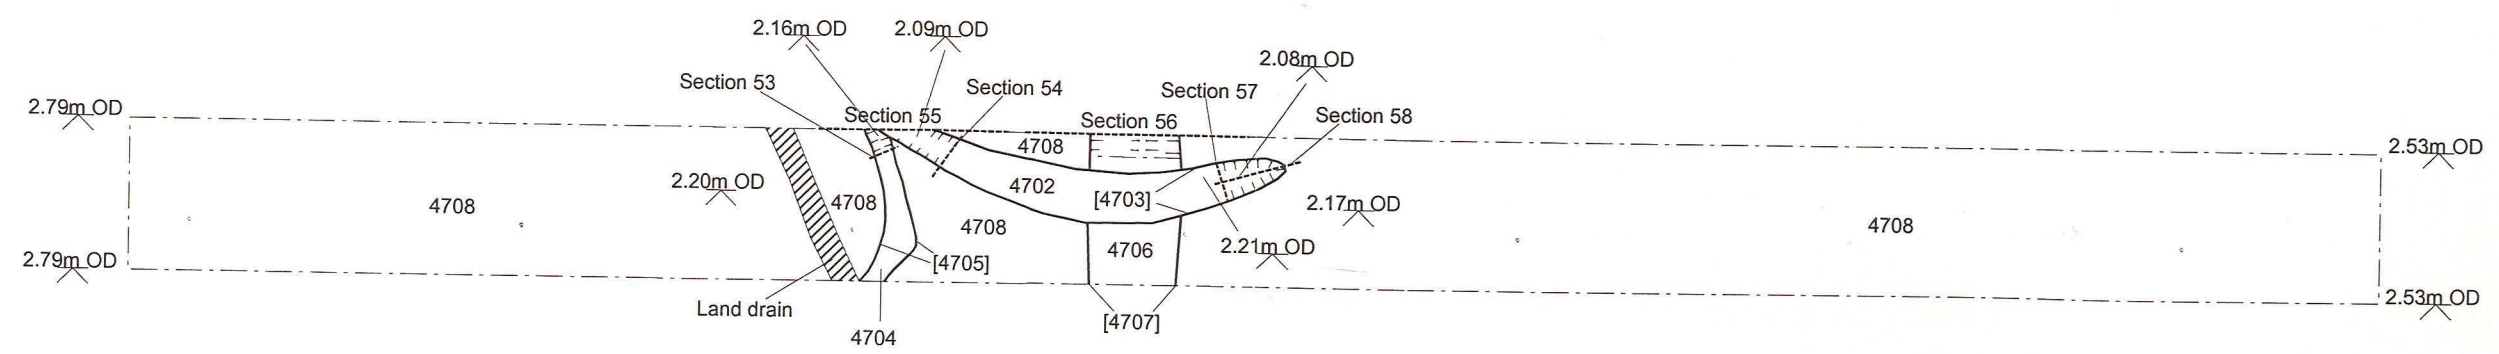 2.16m OD
2.09m OD
2.08m OD
Section 53
Section 54
Section 57
2.79m OD
Section 55
Section 56
Section 58
4708
2.53m OD
2.20m OD
4702
[4703]
4708
4708
2.17m OD
4708
4708
4706
2.21m OD
2.79m OD
[4705]
Land drain
2.53m OD
4704
[4707]